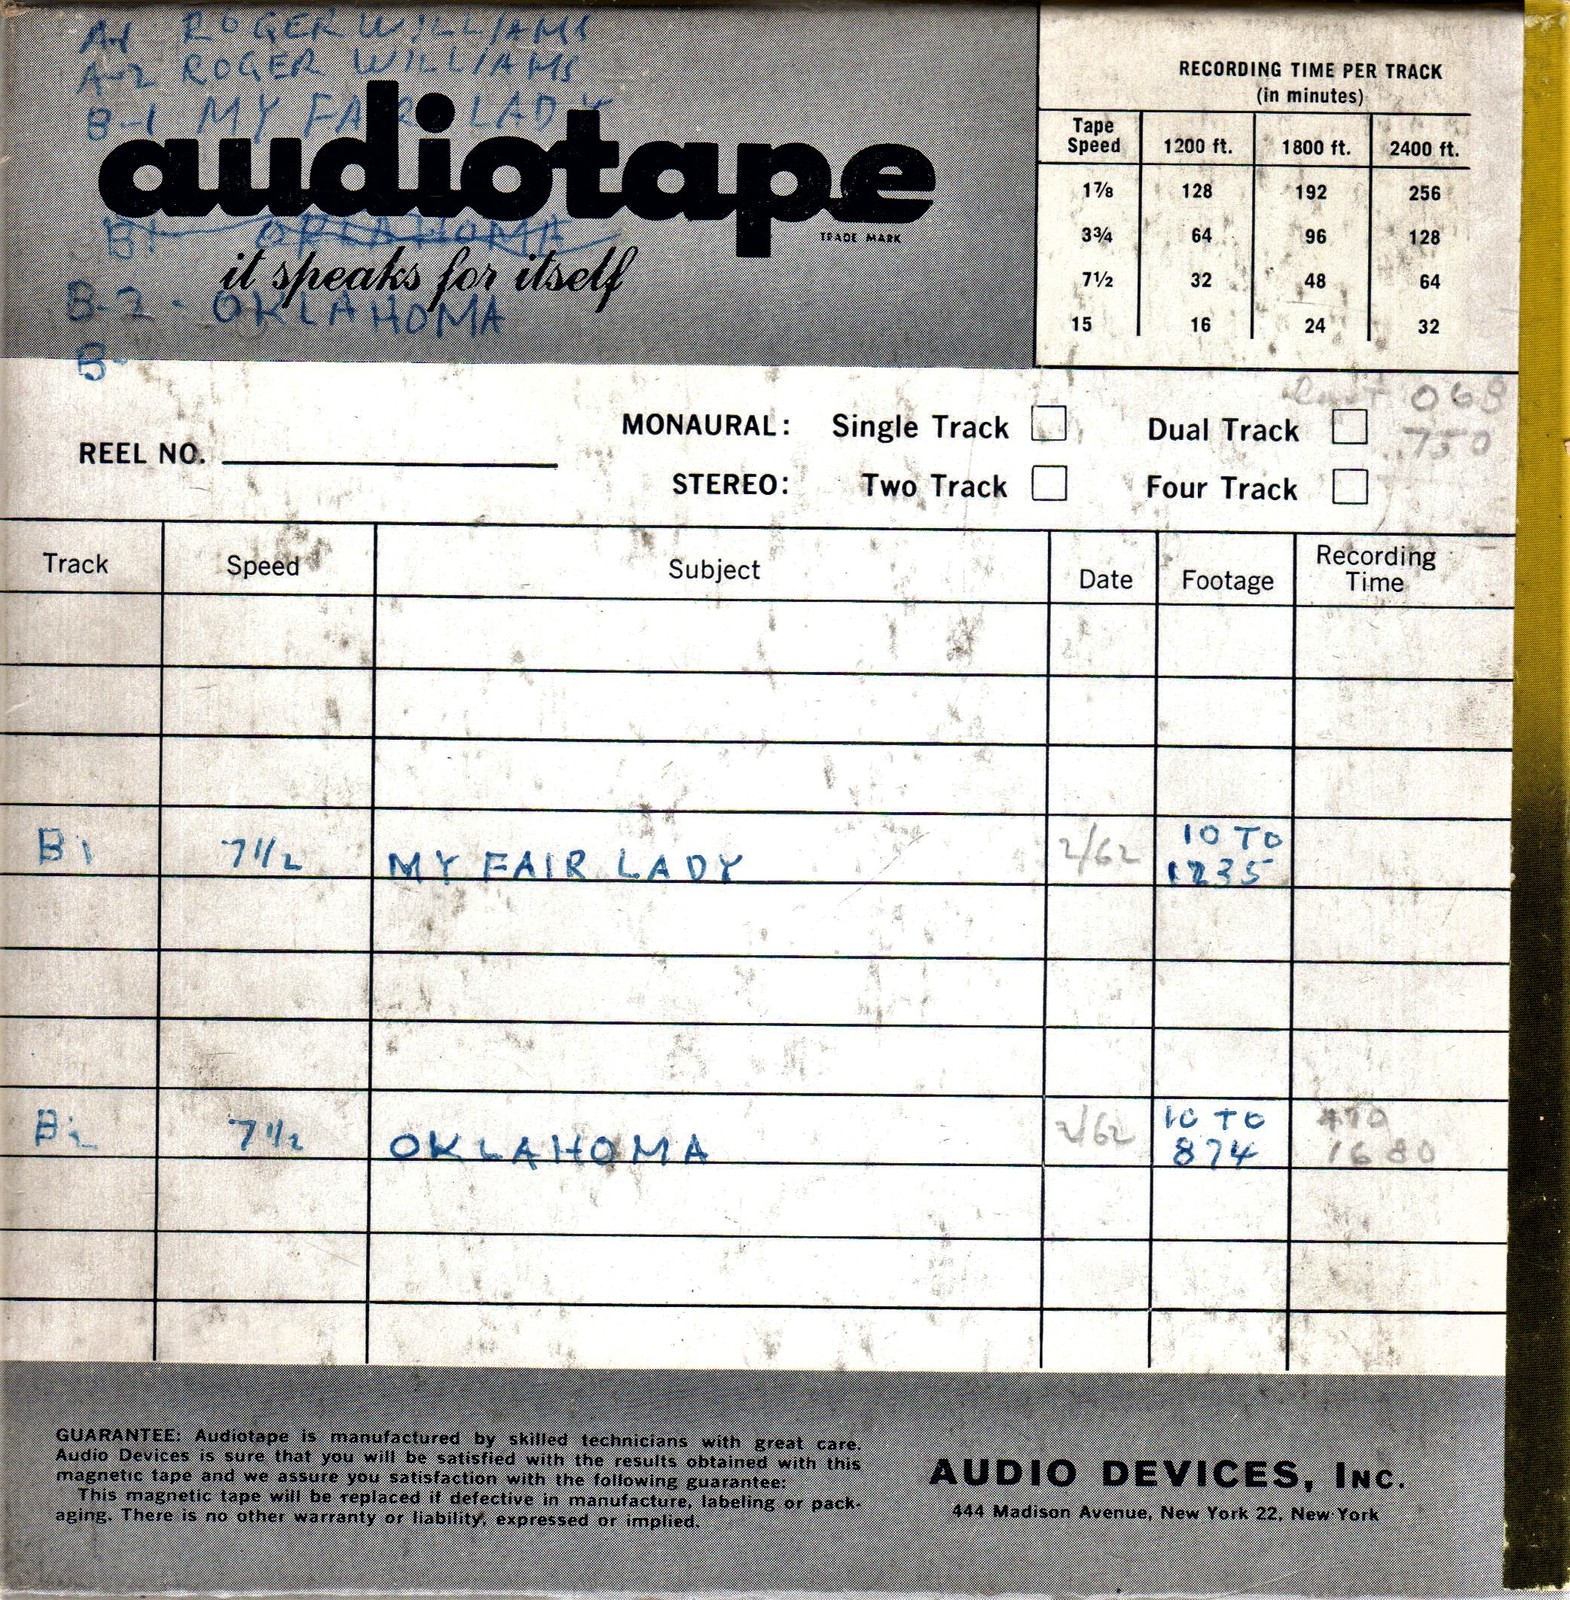 A-1 ROGER WILLIAMS
A-2 ROGER WILLIAMS
B-1 MY FAIR LADY
audiotape
TRADE MARK
B1- OKLAHOMA
it speaks for itself
B-2 - OKLAHOMA
B-
RECORDING TIME PER TRACK
(in minutes)
Tape Speed 1200 ft. 1800 ft. 2400 ft.
1⅞ 128 192 256
3¾ 64 96 128
7½ 32 48 64
15 16 24 32
068
750
REEL NO.
MONAURAL: Single Track Dual Track
STEREO: Two Track Four Track
Track Speed Subject Date Footage Recording Time
B1 7 1/2 MY FAIR LADY 2/62 10 TO 1235
B2 7 1/2 OKLAHOMA 2/62 10 TO 874 1680
GUARANTEE: Audiotape is manufactured by skilled technicians with great care.
Audio Devices is sure that you will be satisfied with the results obtained with this
magnetic tape and we assure you satisfaction with the following guarantee:
This magnetic tape will be replaced if defective in manufacture, labeling or pack-
aging. There is no other warranty or liability, expressed or implied.
AUDIO DEVICES, INC.
444 Madison Avenue, New York 22, New York